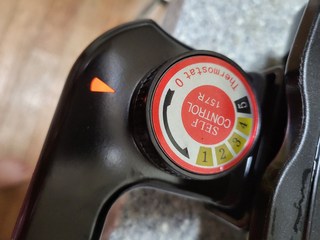 Thermostat 0
SELF
CONTROL
157R
1 2 3 4 5